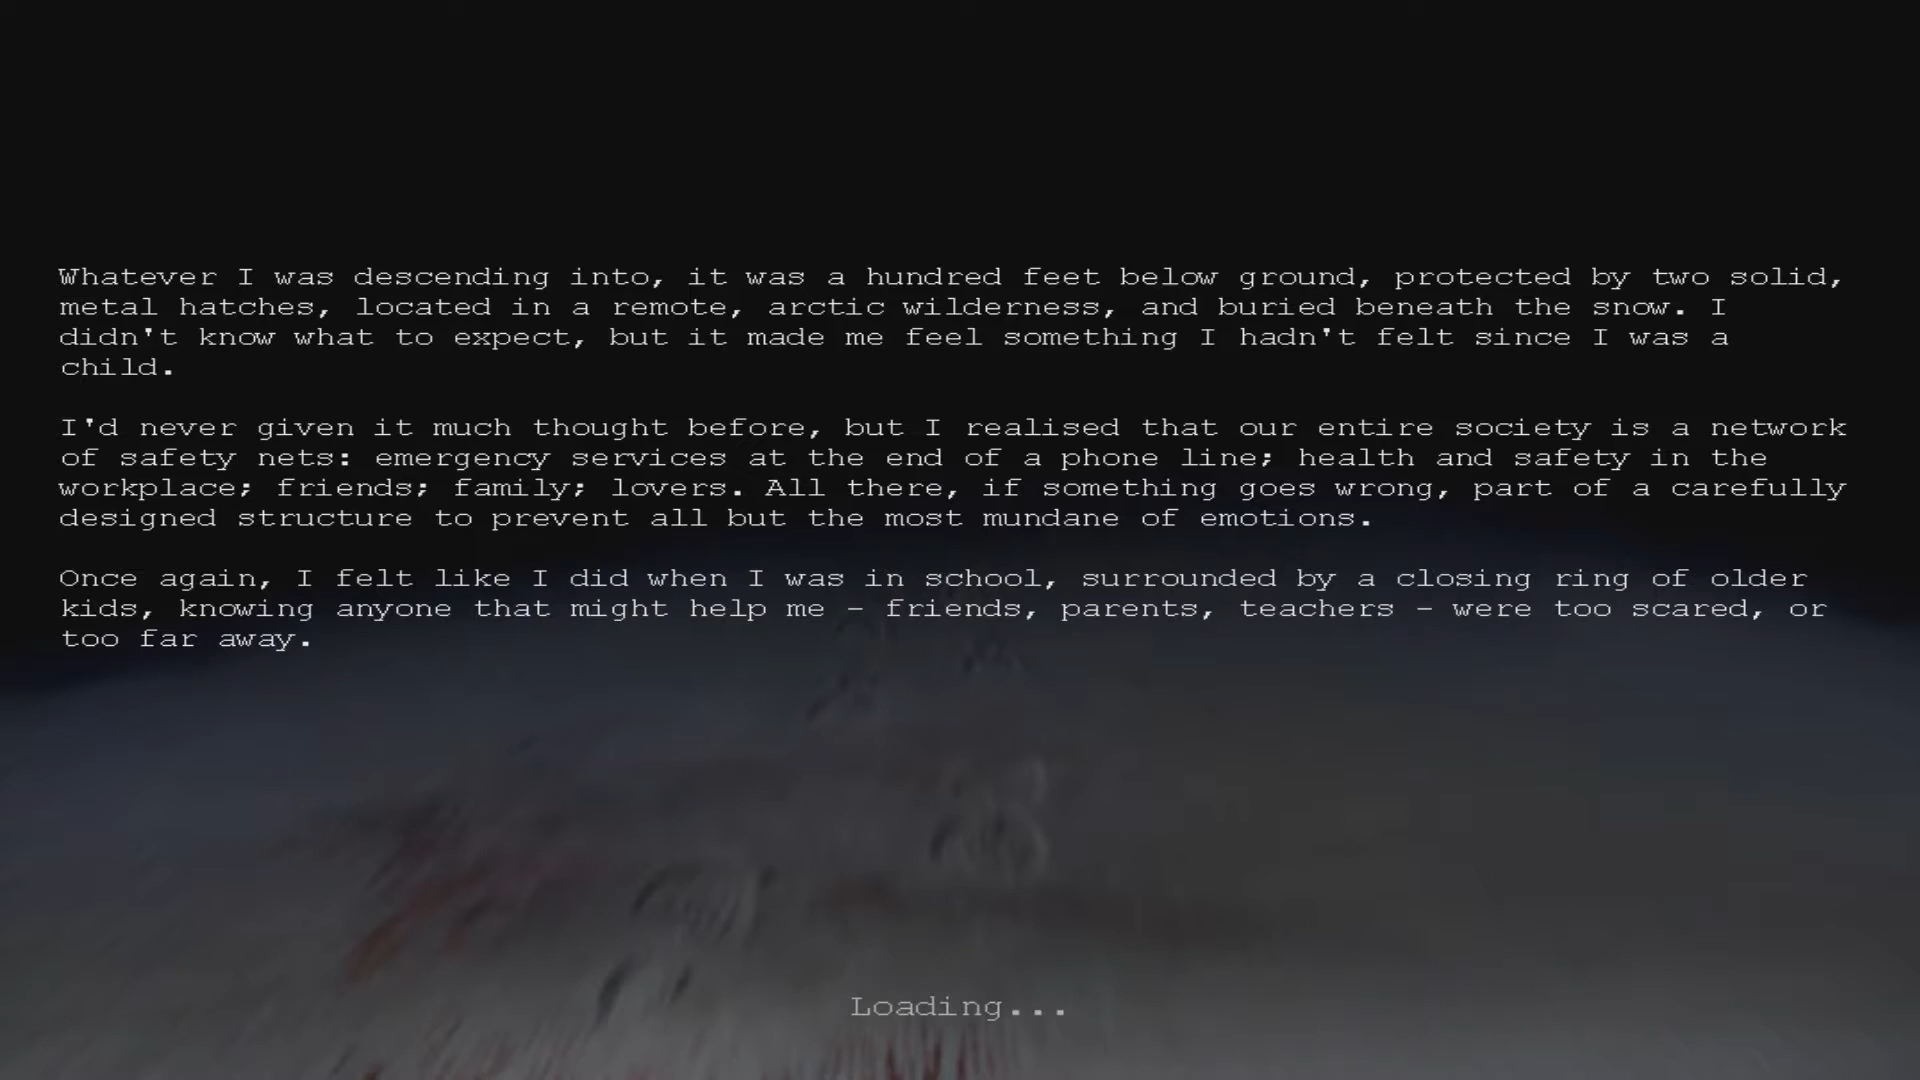 Whatever I was descending into, it was a hundred feet below ground, protected by two solid,
metal hatches, located in a remote, arctic wilderness, and buried beneath the snow. I
didn't know what to expect, but it made me feel something I hadn't felt since I was a
child.
I'd never given it much thought before, but I realised that our entire society is a network
of safety nets: emergency services at the end of a phone line; health and safety in the
workplace; friends; family; lovers. All there, if something goes wrong, part of a carefully
designed structure to prevent all but the most mundane of emotions.
Once again, I felt like I did when I was in school, surrounded by a closing ring of older
kids, knowing anyone that might help me - friends, parents, teachers - were too scared, or
too far away.
Loading...